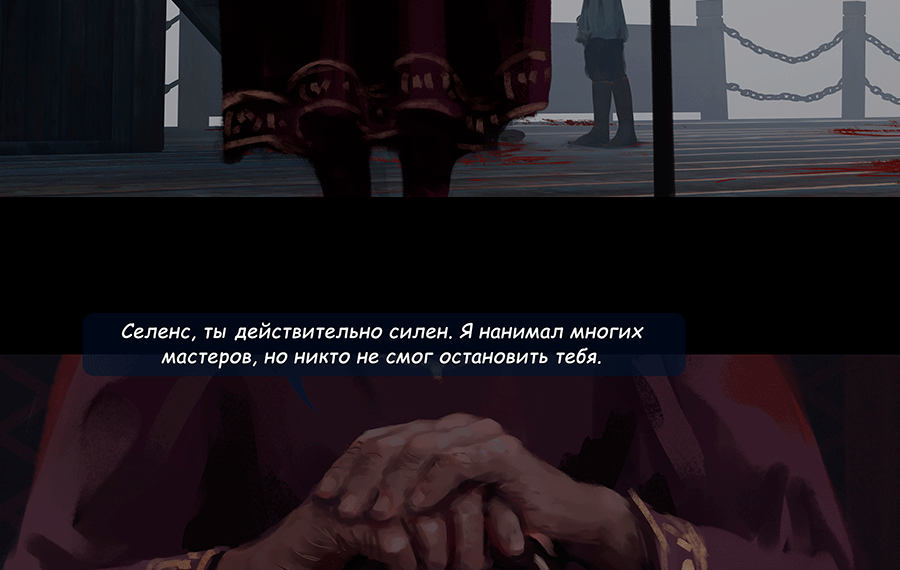 Селенс, ты действительно силен. Я нанимал многих
мастеров, но никто не смог остановить тебя.